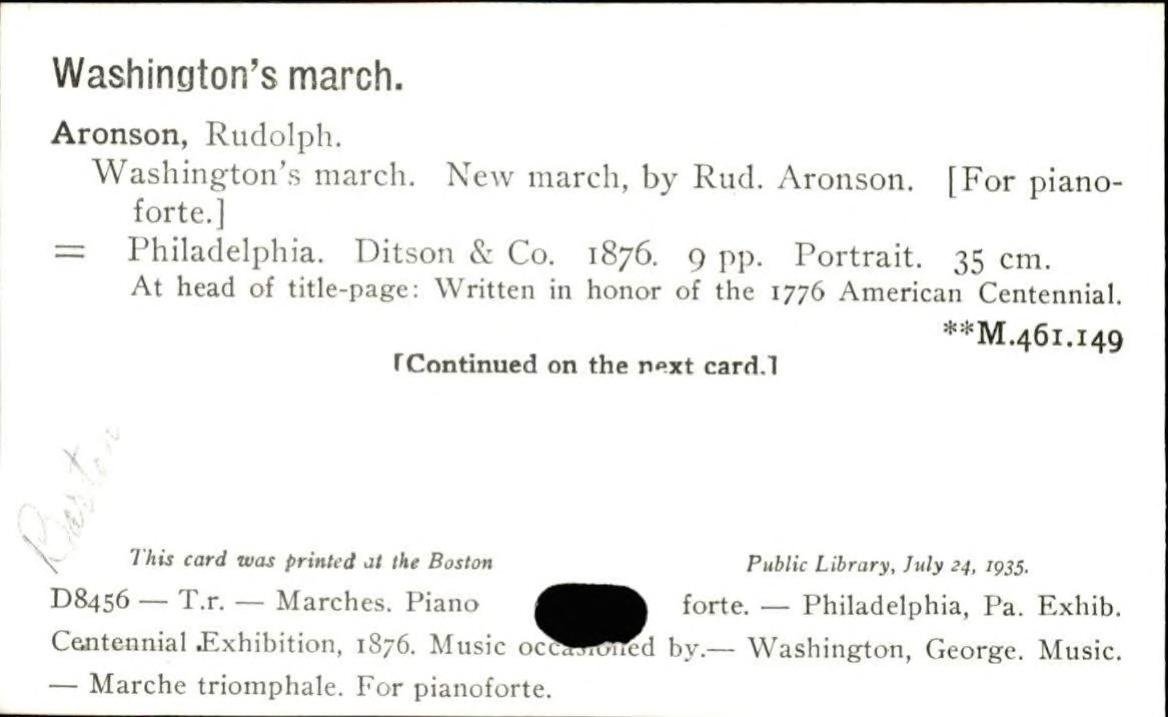 Washington's march.
Aronson, Rudolph.
Washington's march. New march, by Rud. Aronson. [For piano-
forte.]
= Philadelphia. Ditson & Co. 1876. 9 pp. Portrait. 35 cm.
At head of title-page: Written in honor of the 1776 American Centennial.
**M.461.149
[Continued on the next card.]
Boston
This card was printed at the Boston Public Library, July 24, 1935.
D8456 — T.r. — Marches. Piano forte. — Philadelphia, Pa. Exhib.
Centennial .Exhibition, 1876. Music occasioned by.— Washington, George. Music.
— Marche triomphale. For pianoforte.